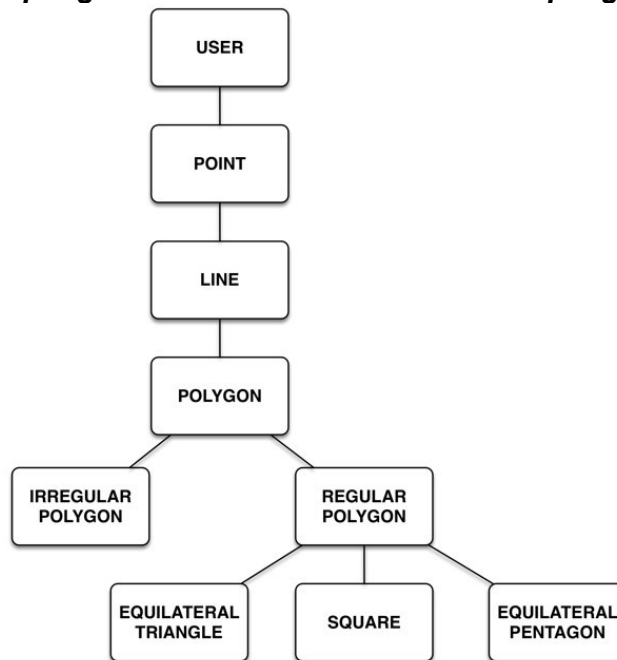 USER
POINT
LINE
POLYGON
IRREGULAR
POLYGON
REGULAR
POLYGON
EQUILATERAL
TRIANGLE
SQUARE
EQUILATERAL
PENTAGON